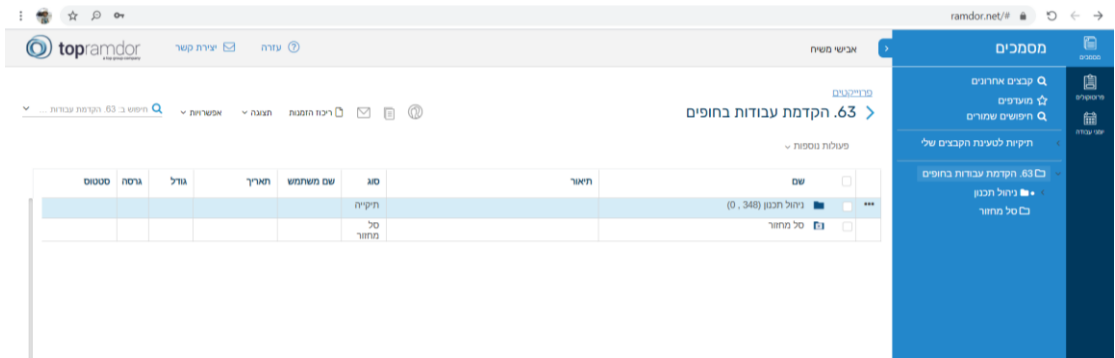 ramdor.net/#
מסמכים
מסמכים
פרוטוקולים
יומני עבודה
קבצים אחרונים
מועדפים
חיפושים שמורים
תיקיות לטעינת הקבצים שלי
63. הקדמת עבודות בחופים
ניהול תכנון
סל מחזור
אבישי משיח
עזרה
יצירת קשר
topramdor
a top group company
פרוייקטים
63. הקדמת עבודות בחופים
ריכוז הזמנות
תצוגה
אפשרויות
חיפוש ב: 63. הקדמת עבודות ...
פעולות נוספות
שם תיאור סוג שם משתמש תאריך גודל גרסה סטטוס
ניהול תכנון (348 , 0) תיקייה
סל מחזור סל מחזור